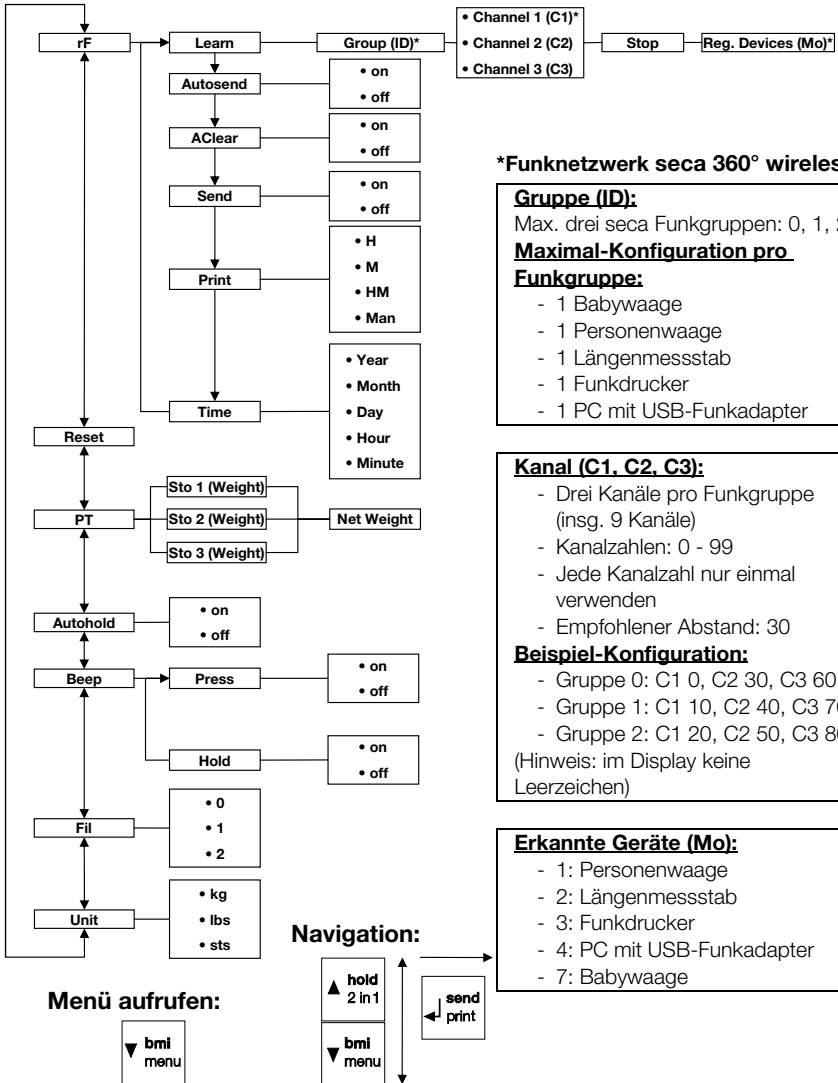 rF
Learn
Group (ID)*
• Channel 1 (C1)*
• Channel 2 (C2)
• Channel 3 (C3)
Stop
Reg. Devices (Mo)*
Autosend
• on
• off
AClear
• on
• off
Send
• on
• off
Print
• H
• M
• HM
• Man
Time
• Year
• Month
• Day
• Hour
• Minute
Reset
PT
Sto 1 (Weight)
Sto 2 (Weight)
Sto 3 (Weight)
Net Weight
Autohold
• on
• off
Beep
Press
• on
• off
Hold
• on
• off
Fil
• 0
• 1
• 2
Unit
• kg
• lbs
• sts
Menü aufrufen:
bmi
menu
Navigation:
hold
2 in 1
bmi
menu
send
print
*Funknetzwerk seca 360° wireles
Gruppe (ID):
Max. drei seca Funkgruppen: 0, 1, 2
Maximal-Konfiguration pro
Funkgruppe:
- 1 Babywaage
- 1 Personenwaage
- 1 Längenmessstab
- 1 Funkdrucker
- 1 PC mit USB-Funkadapter
Kanal (C1, C2, C3):
- Drei Kanäle pro Funkgruppe
(insg. 9 Kanäle)
- Kanalzahlen: 0 - 99
- Jede Kanalzahl nur einmal
verwenden
- Empfohlener Abstand: 30
Beispiel-Konfiguration:
- Gruppe 0: C1 0, C2 30, C3 60
- Gruppe 1: C1 10, C2 40, C3 70
- Gruppe 2: C1 20, C2 50, C3 80
(Hinweis: im Display keine
Leerzeichen)
Erkannte Geräte (Mo):
- 1: Personenwaage
- 2: Längenmessstab
- 3: Funkdrucker
- 4: PC mit USB-Funkadapter
- 7: Babywaage